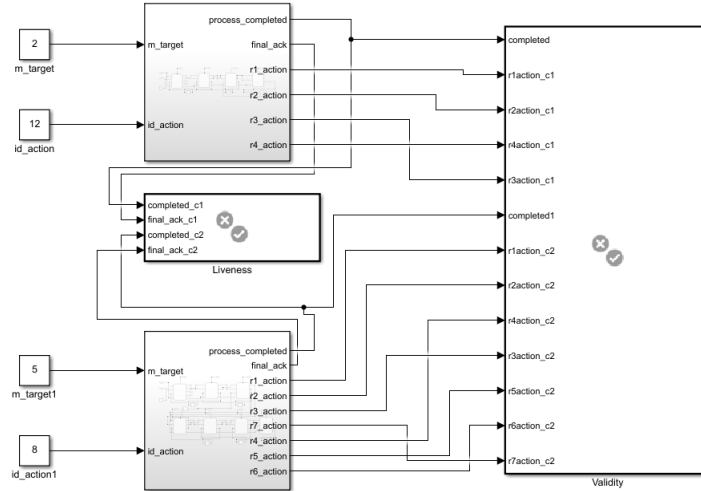 2
m_target
12
id_action
m_target
id_action
process_completed
final_ack
r1_action
r2_action
r3_action
r4_action
completed_c1
final_ack_c1
completed_c2
final_ack_c2
Liveness
5
m_target1
8
id_action1
m_target
id_action
process_completed
final_ack
r1_action
r2_action
r3_action
r7_action
r4_action
r5_action
r6_action
completed
r1action_c1
r2action_c1
r4action_c1
r3action_c1
completed1
r1action_c2
r2action_c2
r4action_c2
r3action_c2
r5action_c2
r6action_c2
r7action_c2
Validity